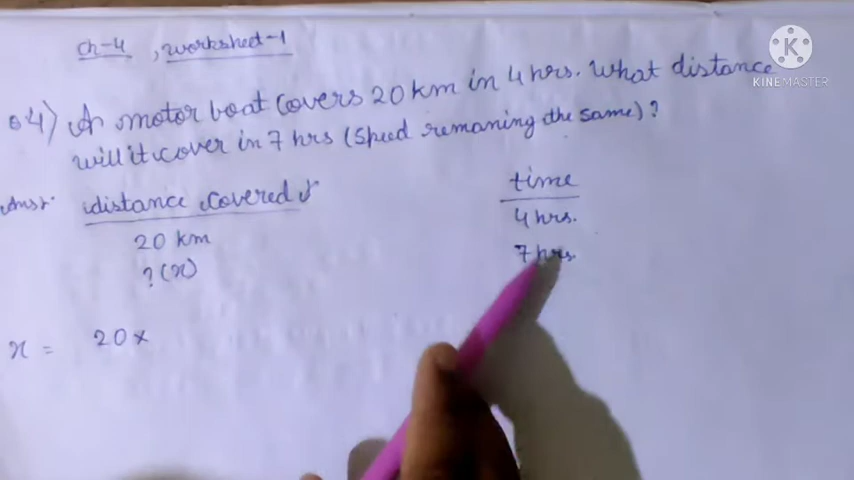 Ch-4, worksheet-1
Q4) A motor boat covers 20 km in 4 hrs. What distance
will it cover in 7 hrs (Speed remaning the same)?
Ans:- distance covered time
20 km 4 hrs.
?(x) 7 hrs.
x = 20×
KINEMASTER